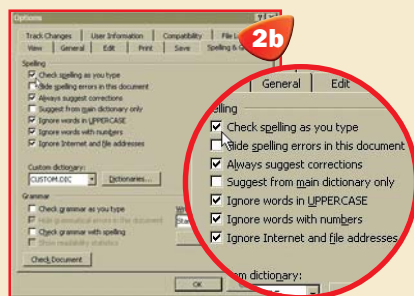 Options
Track Changes User Information Compatibility File L
View General Edit Print Save Spelling & G
2b
Spelling
Check spelling as you type
Hide spelling errors in this document
Always suggest corrections
Suggest from main dictionary only
Ignore words in UPPERCASE
Ignore words with numbers
Ignore Internet and file addresses
Custom dictionary:
CUSTOM.DIC Dictionaries...
Grammar
Check grammar as you type
Hide grammatical errors in this document
Check grammar with spelling
Show readability statistics
Check Document
OK
General Edit
elling
Check spelling as you type
Hide spelling errors in this document
Always suggest corrections
Suggest from main dictionary only
Ignore words in UPPERCASE
Ignore words with numbers
Ignore Internet and file addresses
om dictionary: